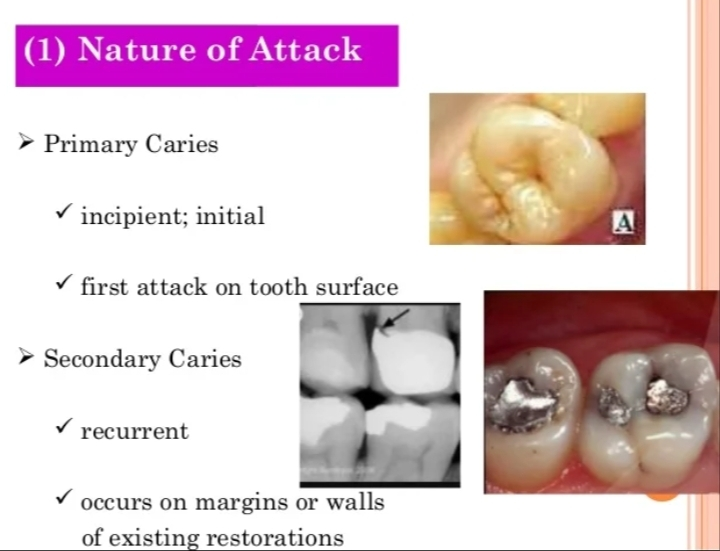 (1) Nature of Attack
➢ Primary Caries
✓ incipient; initial
✓ first attack on tooth surface
➢ Secondary Caries
✓ recurrent
✓ occurs on margins or walls
of existing restorations
A